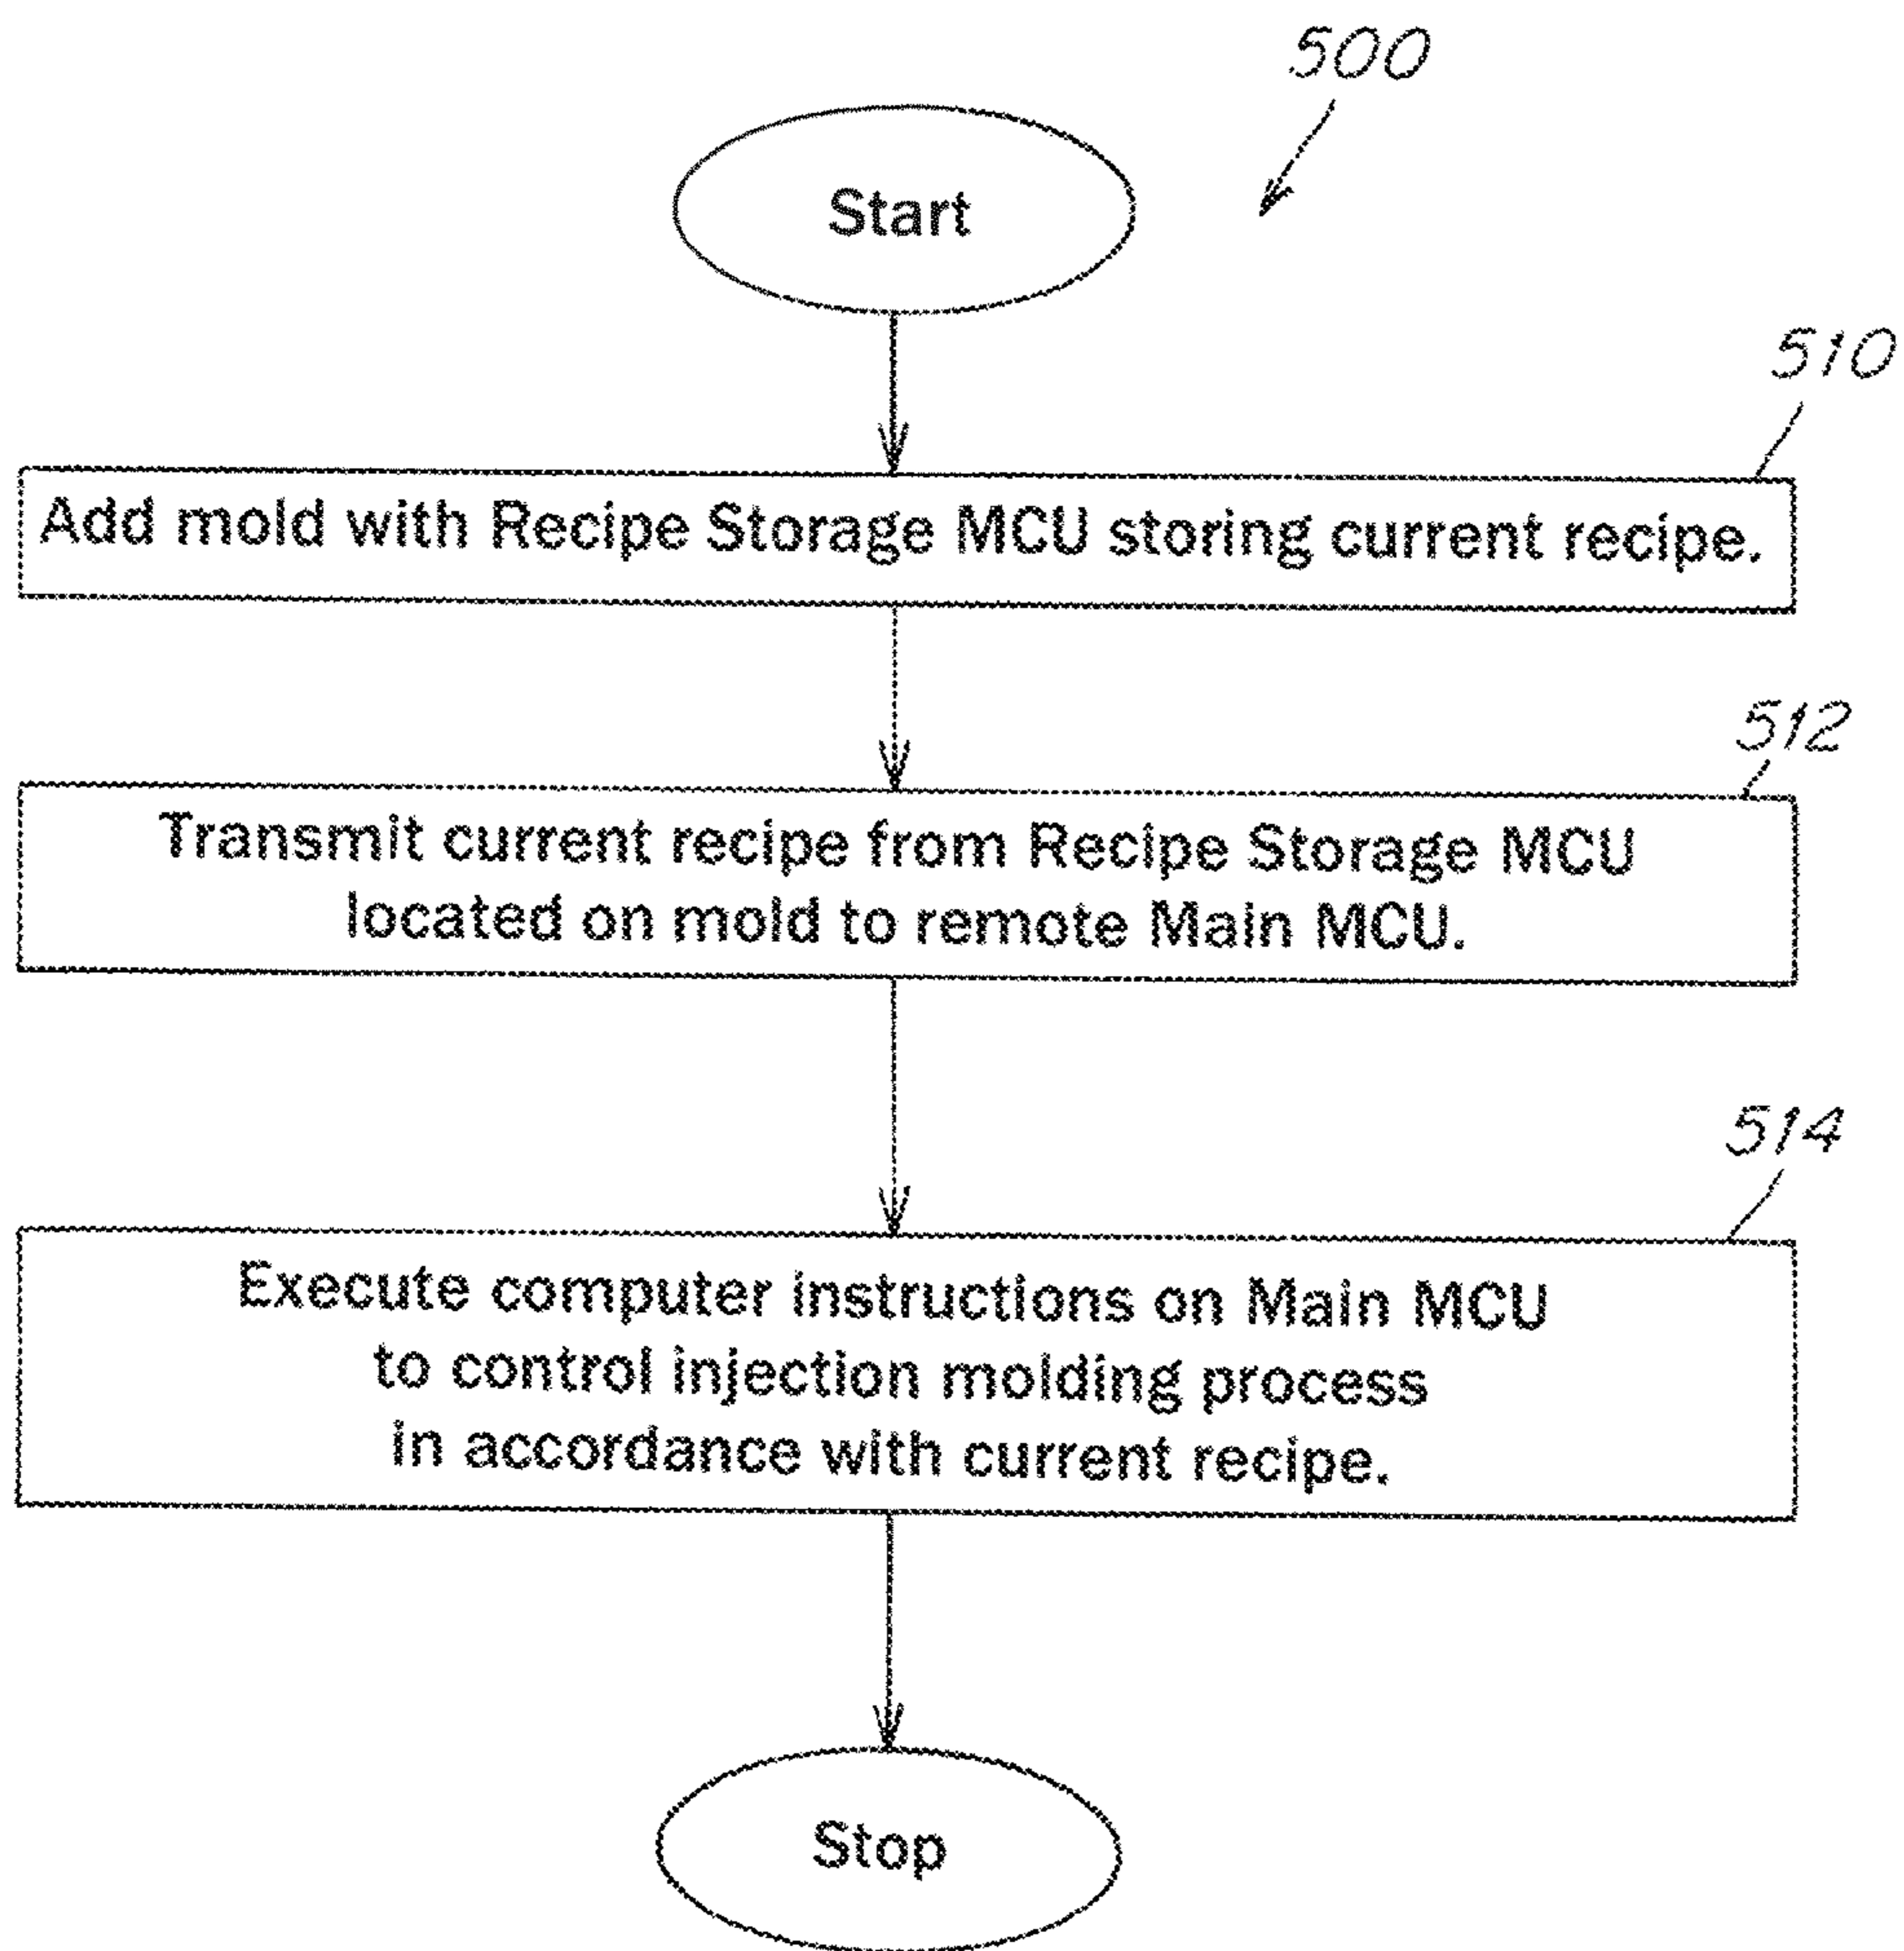 500
Start
510
Add mold with Recipe Storage MCU storing current recipe.
512
Transmit current recipe from Recipe Storage MCU
located on mold to remote Main MCU.
514
Execute computer instructions on Main MCU
to control injection molding process
in accordance with current recipe.
Stop